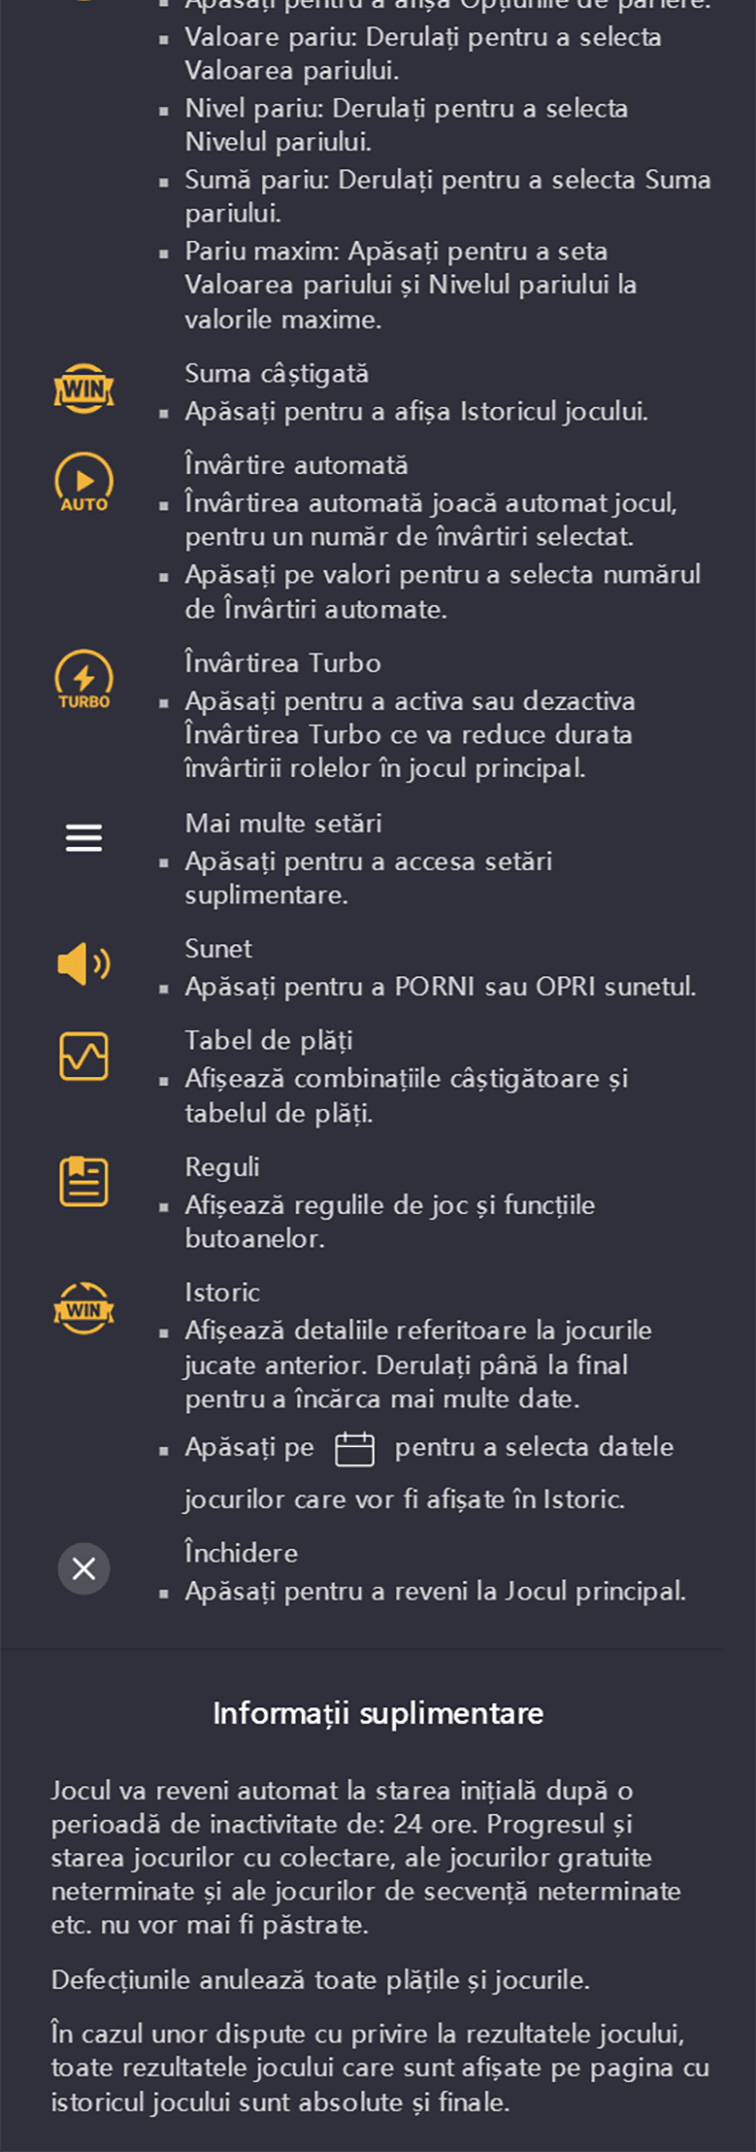 Apăsați pentru a afișa Opțiunile de pariere.
▪ Valoare pariu: Derulați pentru a selecta
Valoarea pariului.
▪ Nivel pariu: Derulați pentru a selecta
Nivelul pariului.
▪ Sumă pariu: Derulați pentru a selecta Suma
pariului.
▪ Pariu maxim: Apăsați pentru a seta
Valoarea pariului și Nivelul pariului la
valorile maxime.
WIN
Suma câștigată
▪ Apăsați pentru a afișa Istoricul jocului.
AUTO
Învârtire automată
▪ Învârtirea automată joacă automat jocul,
pentru un număr de învârtiri selectat.
▪ Apăsați pe valori pentru a selecta numărul
de Învârtiri automate.
TURBO
Învârtirea Turbo
▪ Apăsați pentru a activa sau dezactiva
Învârtirea Turbo ce va reduce durata
învârtirii rolelor în jocul principal.
Mai multe setări
▪ Apăsați pentru a accesa setări
suplimentare.
Sunet
▪ Apăsați pentru a PORNI sau OPRI sunetul.
Tabel de plăți
▪ Afișează combinațiile câștigătoare și
tabelul de plăți.
Reguli
▪ Afișează regulile de joc și funcțiile
butoanelor.
WIN
Istoric
▪ Afișează detaliile referitoare la jocurile
jucate anterior. Derulați până la final
pentru a încărca mai multe date.
▪ Apăsați pe pentru a selecta datele
jocurilor care vor fi afișate în Istoric.
Închidere
▪ Apăsați pentru a reveni la Jocul principal.
Informații suplimentare
Jocul va reveni automat la starea inițială după o
perioadă de inactivitate de: 24 ore. Progresul și
starea jocurilor cu colectare, ale jocurilor gratuite
neterminate și ale jocurilor de secvență neterminate
etc. nu vor mai fi păstrate.
Defecțiunile anulează toate plățile și jocurile.
În cazul unor dispute cu privire la rezultatele jocului,
toate rezultatele jocului care sunt afișate pe pagina cu
istoricul jocului sunt absolute și finale.